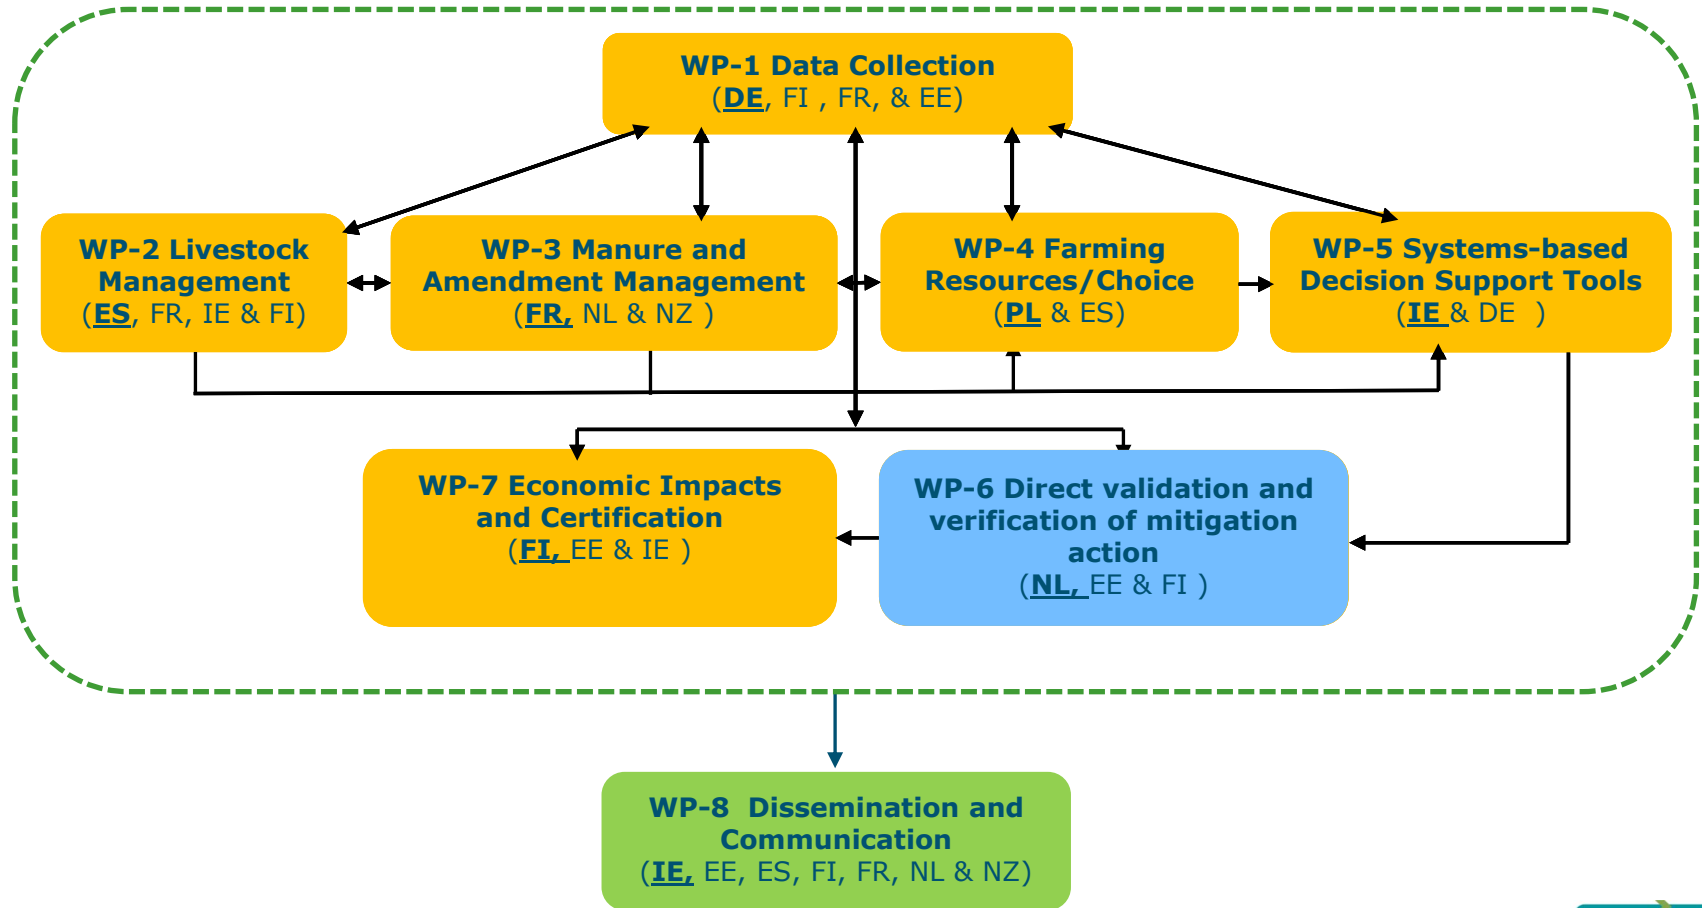 WP-1 Data Collection
(DE, FI , FR, & EE)
WP-2 Livestock
Management
(ES, FR, IE & FI)
WP-3 Manure and
Amendment Management
(FR, NL & NZ )
WP-4 Farming
Resources/Choice
(PL & ES)
WP-5 Systems-based
Decision Support Tools
(IE & DE )
WP-7 Economic Impacts
and Certification
(FI, EE & IE )
WP-6 Direct validation and
verification of mitigation
action
(NL, EE & FI )
WP-8 Dissemination and
Communication
(IE, EE, ES, FI, FR, NL & NZ)